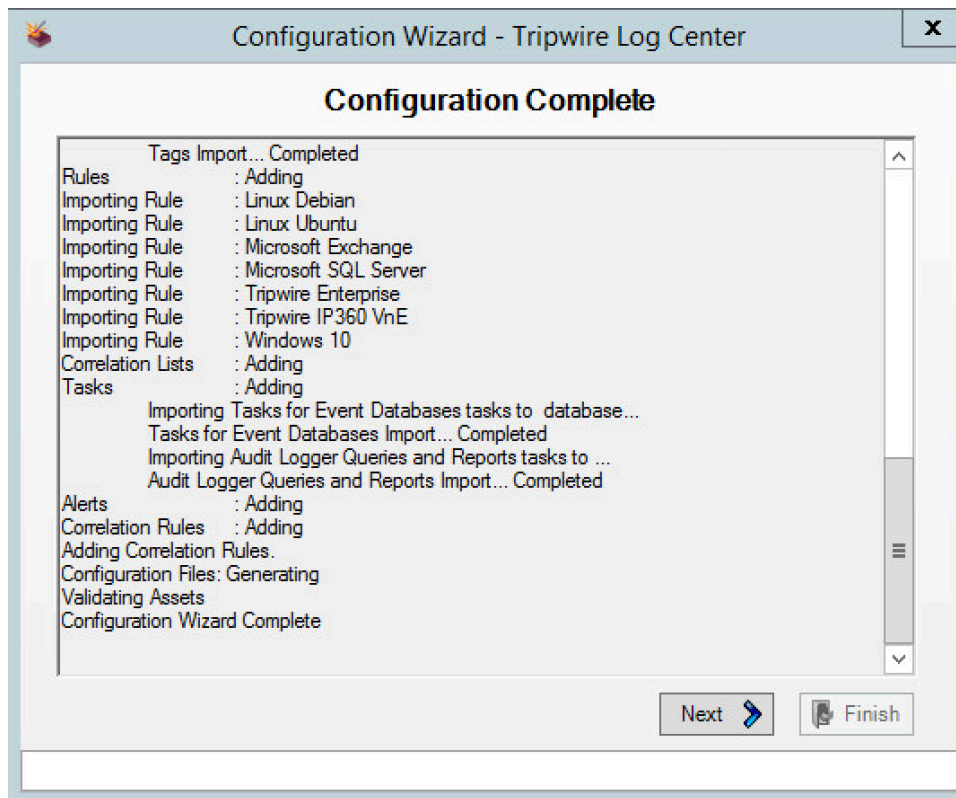 Configuration Wizard - Tripwire Log Center
X
Configuration Complete
Tags Import... Completed
Rules : Adding
Importing Rule : Linux Debian
Importing Rule : Linux Ubuntu
Importing Rule : Microsoft Exchange
Importing Rule : Microsoft SQL Server
Importing Rule : Tripwire Enterprise
Importing Rule : Tripwire IP360 VnE
Importing Rule : Windows 10
Correlation Lists : Adding
Tasks : Adding
Importing Tasks for Event Databases tasks to database...
Tasks for Event Databases Import... Completed
Importing Audit Logger Queries and Reports tasks to ...
Audit Logger Queries and Reports Import... Completed
Alerts : Adding
Correlation Rules : Adding
Adding Correlation Rules.
Configuration Files: Generating
Validating Assets
Configuration Wizard Complete
Next
Finish